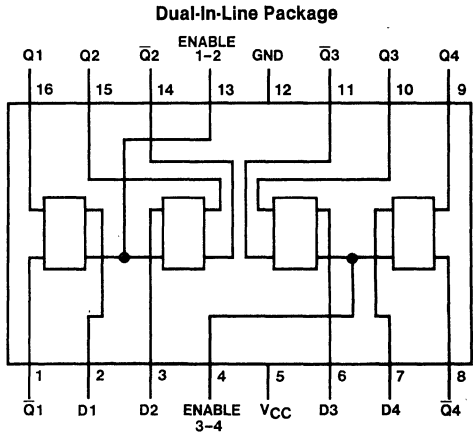 Dual-In-Line Package
Q1 Q2 Q̅2 ENABLE 1-2 GND Q̅3 Q3 Q4
16 15 14 13 12 11 10 9
1 2 3 4 5 6 7 8
Q̅1 D1 D2 ENABLE 3-4 VCC D3 D4 Q̅4